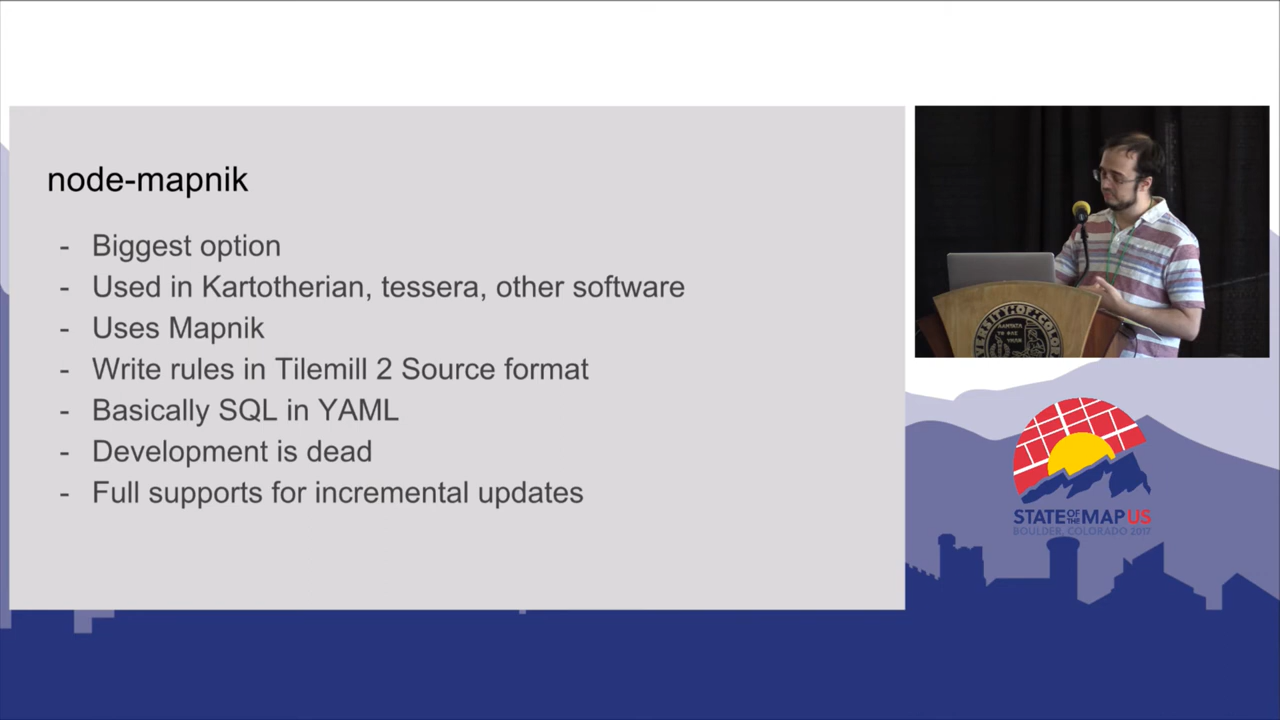 node-mapnik
- Biggest option
- Used in Kartotherian, tessera, other software
- Uses Mapnik
- Write rules in Tilemill 2 Source format
- Basically SQL in YAML
- Development is dead
- Full supports for incremental updates
STATE OF THE MAP US
BOULDER, COLORADO 2017